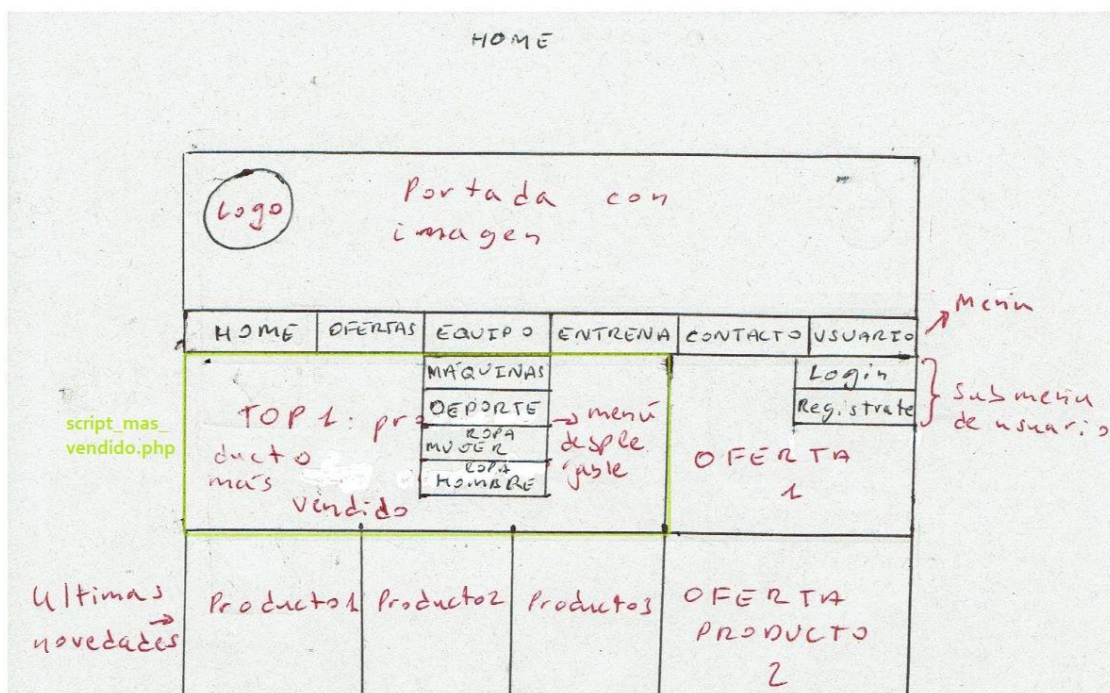 HOME
Logo
Portada con
imagen
HOME OFERTAS EQUIPO ENTRENA CONTACTO USUARIO
Menú
MÁQUINAS
DEPORTE
ROPA
MUJER
ROPA
HOMBRE
Login
Registrate
Submenu
de usuario
script_mas_
vendido.php
TOP 1: pro
ducto
más
vendido
→ menú
desple
gable
OFERTA
1
Ultimas
novedades
Producto1 Producto2 Producto3
OFERTA
PRODUCTO
2